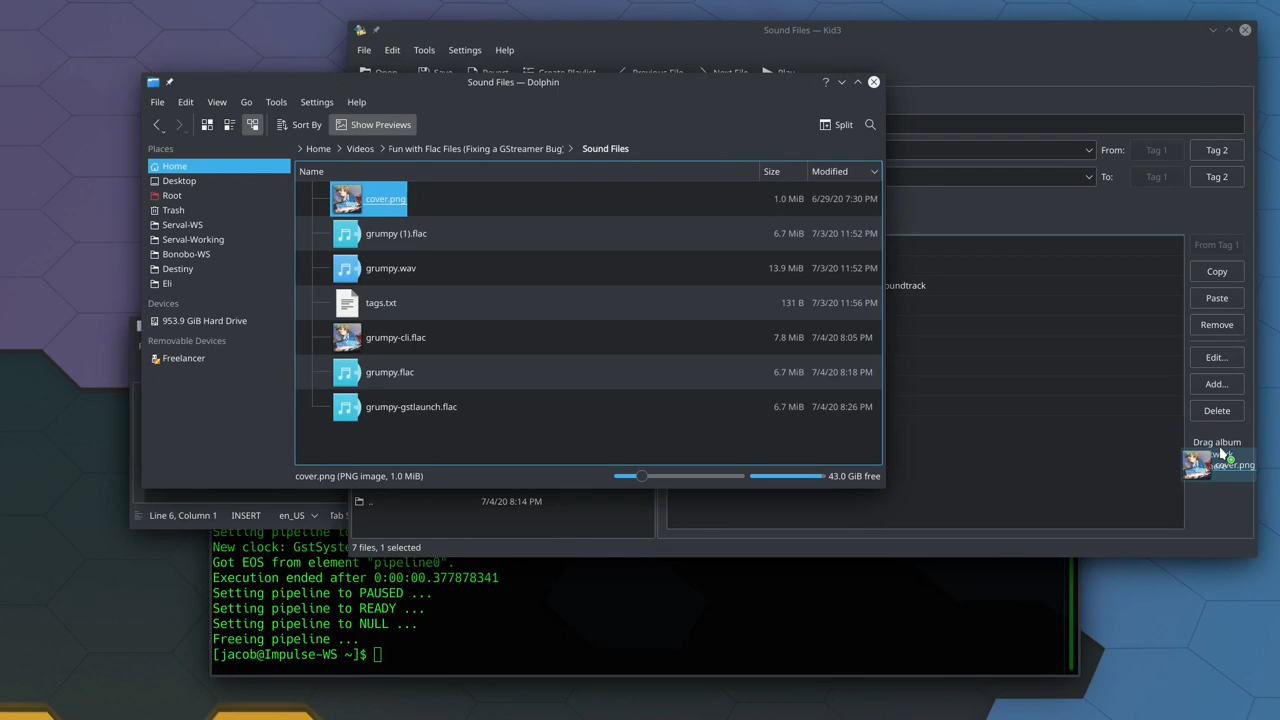 Sound Files — Kid3
File Edit Tools Settings Help
Sound Files — Dolphin
File Edit View Go Tools Settings Help
Sort By Show Previews Split
Places
Home
Desktop
Root
Trash
Serval-WS
Serval-Working
Bonobo-WS
Destiny
Eli
Devices
953.9 GiB Hard Drive
Removable Devices
Freelancer
Home Videos Fun with Flac Files (Fixing a GStreamer Bug) Sound Files
Name Size Modified
cover.png 1.0 MiB 6/29/20 7:30 PM
grumpy (1).flac 6.7 MiB 7/3/20 11:52 PM
grumpy.wav 13.9 MiB 7/3/20 11:52 PM
tags.txt 131 B 7/3/20 11:56 PM
grumpy-cli.flac 7.8 MiB 7/4/20 8:05 PM
grumpy.flac 6.7 MiB 7/4/20 8:18 PM
grumpy-gstlaunch.flac 6.7 MiB 7/4/20 8:26 PM
cover.png (PNG image, 1.0 MiB) 43.0 GiB free
From: Tag 1 Tag 2
To: Tag 1 Tag 2
From Tag 1
Copy
oundtrack
Paste
Remove
Edit...
Add...
Delete
Drag album
cover.png
.. 7/4/20 8:14 PM
7 files, 1 selected
Line 6, Column 1 INSERT en_US Tab S
Setting pipeline to
New clock: GstSyste
Got EOS from element "pipeline0".
Execution ended after 0:00:00.377878341
Setting pipeline to PAUSED ...
Setting pipeline to READY ...
Setting pipeline to NULL ...
Freeing pipeline ...
[jacob@Impulse-WS ~]$